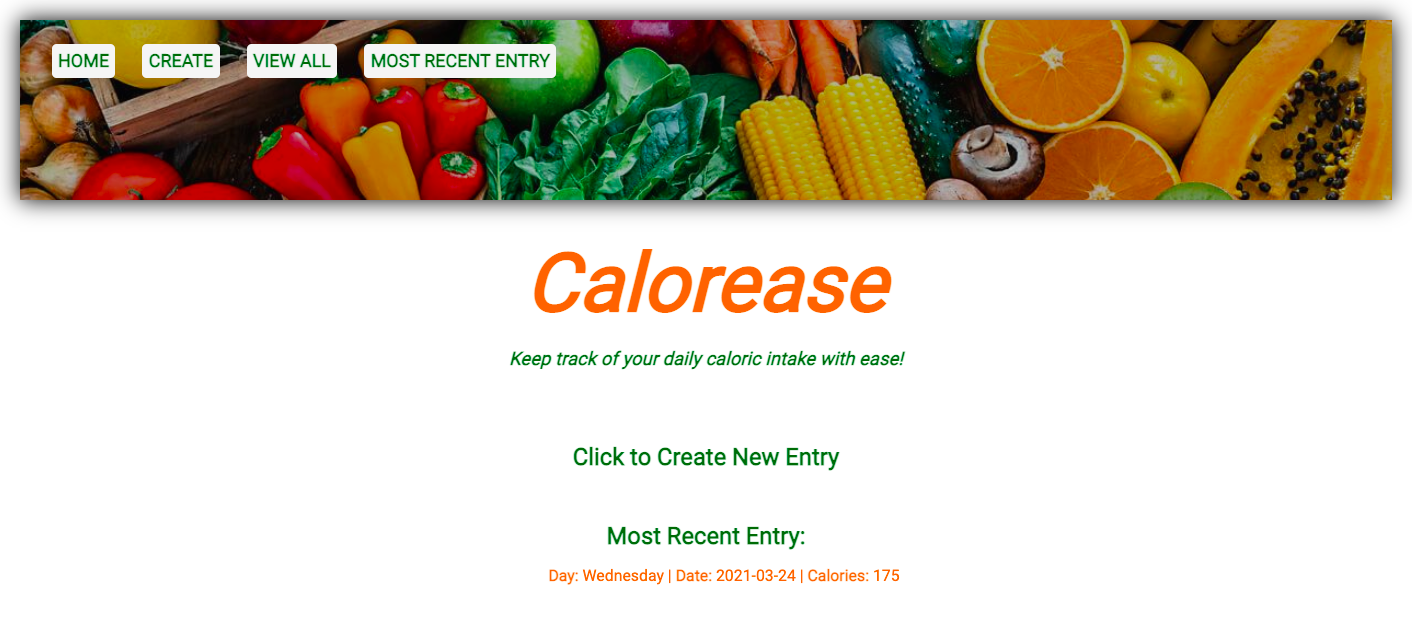 HOME CREATE VIEW ALL MOST RECENT ENTRY
Calorease
Keep track of your daily caloric intake with ease!
Click to Create New Entry
Most Recent Entry:
Day: Wednesday | Date: 2021-03-24 | Calories: 175